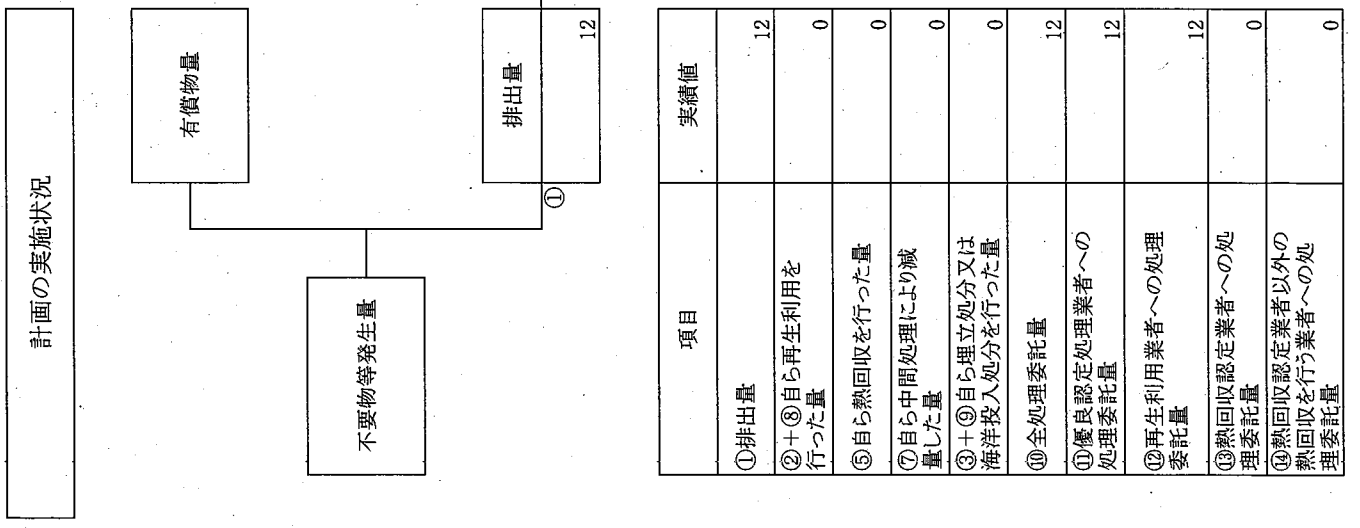 計画の実施状況
有償物量
不要物等発生量
①
排出量
12
項目
実績値
①排出量
12
②+⑧自ら再生利用を
行った量
0
⑤自ら熱回収を行った量
0
⑦自ら中間処理により減
量した量
0
③+⑨自ら埋立処分又は
海洋投入処分を行った量
0
⑩全処理委託量
12
⑪優良認定処理業者への
処理委託量
12
⑫再生利用業者への処理
委託量
12
⑬熱回収認定業者への処
理委託量
0
⑭熱回収認定業者以外の
熱回収を行う業者への処
理委託量
0